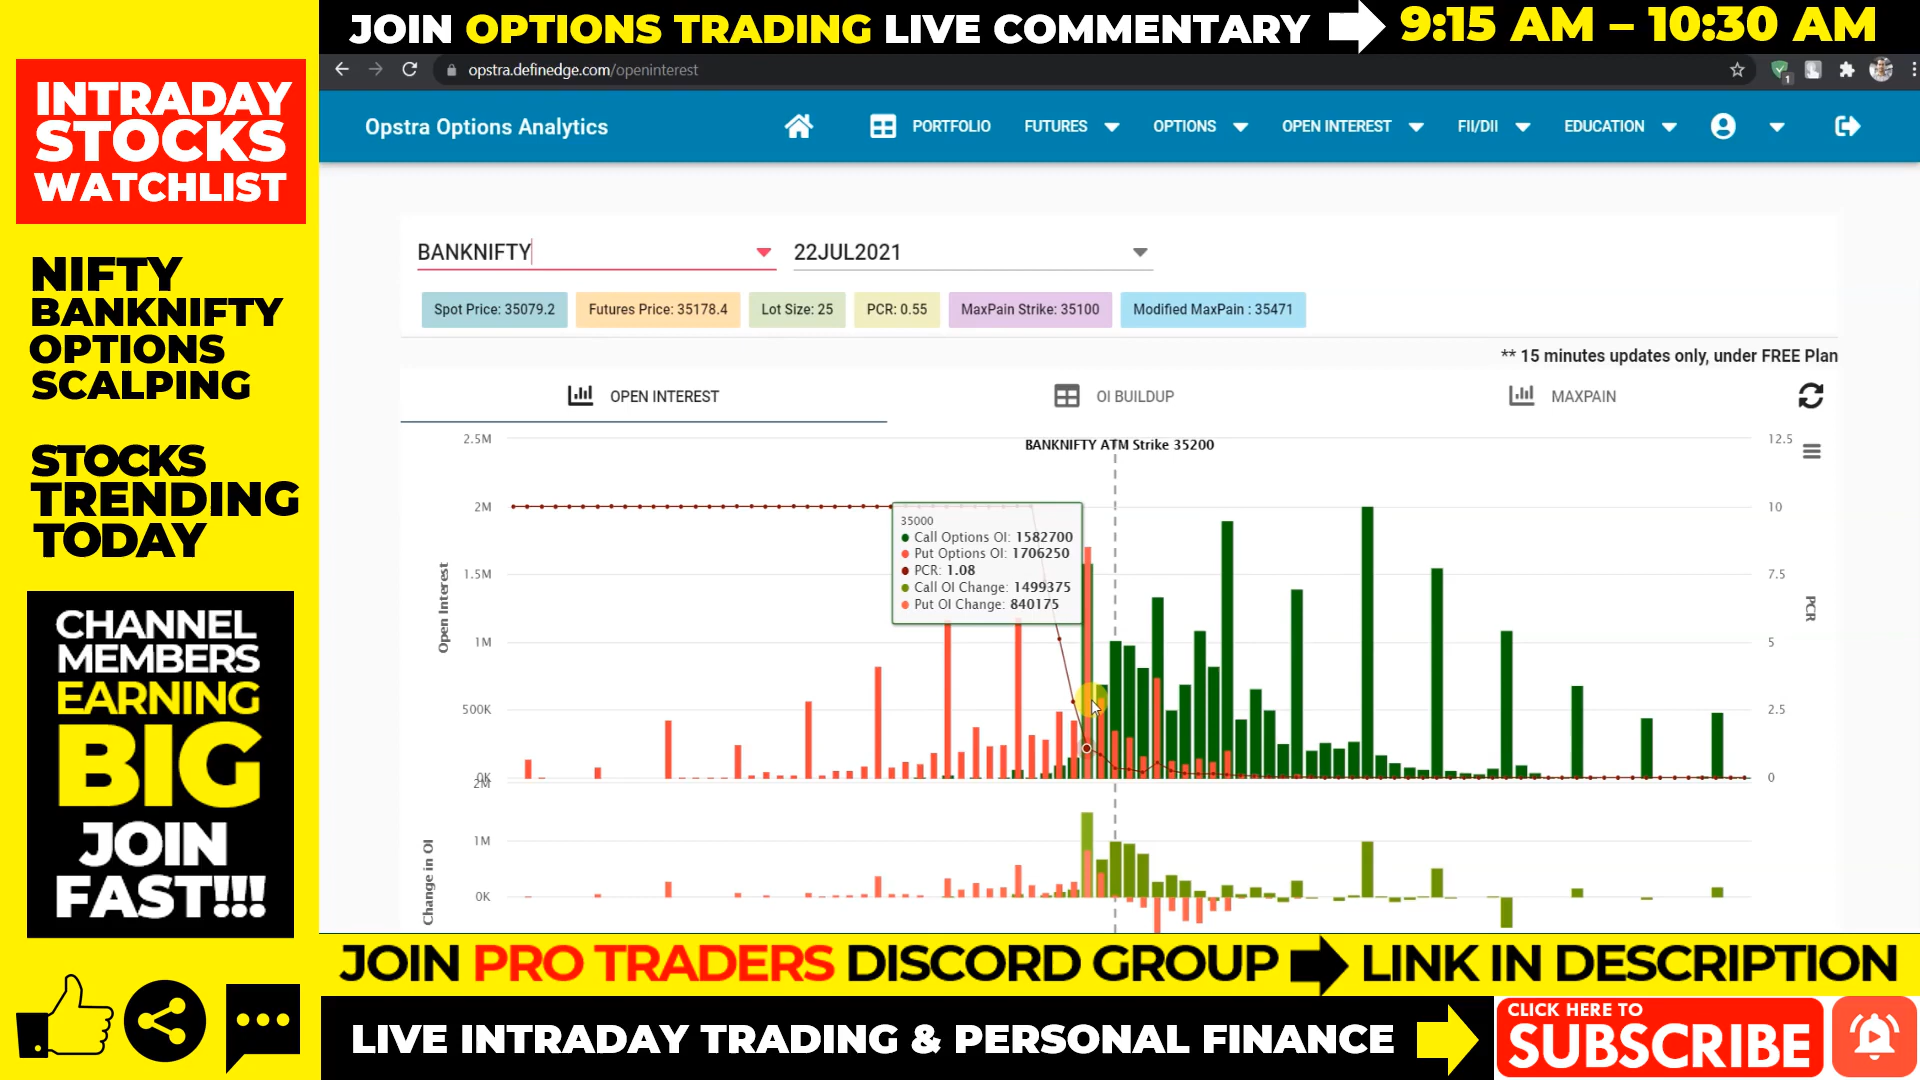 JOIN OPTIONS TRADING LIVE COMMENTARY 9:15 AM – 10:30 AM
INTRADAY
STOCKS
WATCHLIST
NIFTY
BANKNIFTY
OPTIONS
SCALPING
STOCKS
TRENDING
TODAY
CHANNEL
MEMBERS
EARNING
BIG
JOIN
FAST!!!
opstra.definedge.com/openinterest
1
Opstra Options Analytics
PORTFOLIO
FUTURES
OPTIONS
OPEN INTEREST
FII/DII
EDUCATION
BANKNIFTY
22JUL2021
Spot Price: 35079.2
Futures Price: 35178.4
Lot Size: 25
PCR: 0.55
MaxPain Strike: 35100
Modified MaxPain : 35471
** 15 minutes updates only, under FREE Plan
OPEN INTEREST
OI BUILDUP
MAXPAIN
BANKNIFTY ATM Strike 35200
2.5M
2M
1.5M
1M
500K
0K
Open Interest
12.5
10
7.5
5
2.5
0
PCR
35000
Call Options OI: 1582700
Put Options OI: 1706250
PCR: 1.08
Call OI Change: 1499375
Put OI Change: 840175
2M
1M
0K
Change in OI
JOIN PRO TRADERS DISCORD GROUP LINK IN DESCRIPTION
LIVE INTRADAY TRADING & PERSONAL FINANCE
CLICK HERE TO
SUBSCRIBE